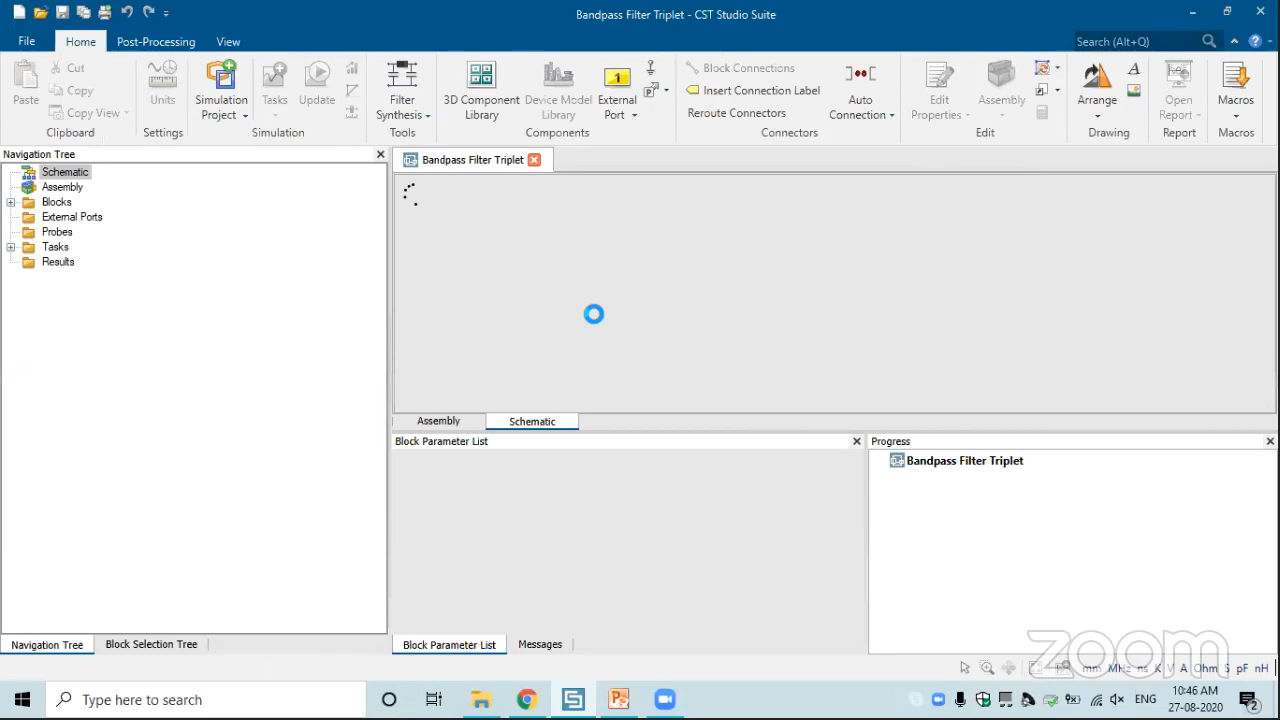 Bandpass Filter Triplet - CST Studio Suite
File Home Post-Processing View Search (Alt+Q)
Paste Cut Copy Copy View
Clipboard
Units
Settings
Simulation Project Tasks Update
Simulation
Filter Synthesis
Tools
3D Component Library Device Model Library External Port
Components
Block Connections
Insert Connection Label
Reroute Connectors
Auto Connection
Connectors
Edit Properties Assembly
Edit
Arrange
Drawing
Open Report
Report
Macros
Macros
Navigation Tree
Schematic
Assembly
Blocks
External Ports
Probes
Tasks
Results
Bandpass Filter Triplet
Assembly Schematic
Block Parameter List
Progress
Bandpass Filter Triplet
Navigation Tree Block Selection Tree
Block Parameter List Messages
zoom
mm MHz ns K V A Ohm S pF nH
Type here to search
ENG
10:46 AM
27-08-2020
2